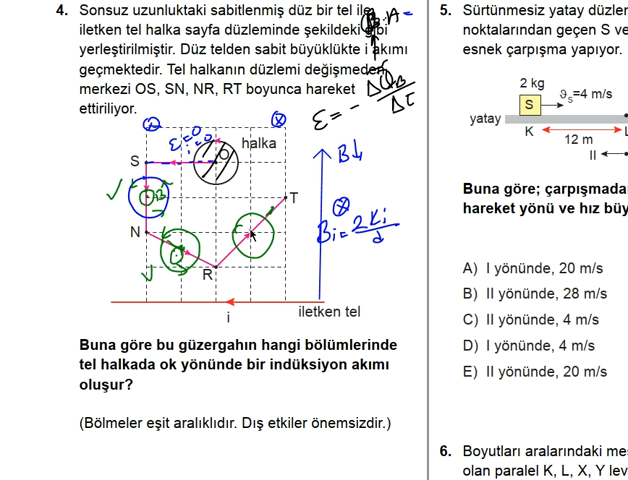 4. Sonsuz uzunluktaki sabitlenmiş düz bir tel ile
iletken tel halka sayfa düzleminde şekildeki gibi
yerleştirilmiştir. Düz telden sabit büyüklükte i akımı
geçmektedir. Tel halkanın düzlemi değişmeden
merkezi OS, SN, NR, RT boyunca hareket
ettiriliyor.
ε = - ΔΦB / Δt
ε=0
i=0
halka
O
S
B↓
T
N
Bi = 2Ki / d
R
i
iletken tel
Buna göre bu güzergahın hangi bölümlerinde
tel halkada ok yönünde bir indüksiyon akımı
oluşur?
(Bölmeler eşit aralıklıdır. Dış etkiler önemsizdir.)
5. Sürtünmesiz yatay düzle
noktalarından geçen S ve
esnek çarpışma yapıyor.
2 kg
S
ϑs=4 m/s
yatay
K
12 m
II
Buna göre; çarpışmada
hareket yönü ve hız büy
A) I yönünde, 20 m/s
B) II yönünde, 28 m/s
C) II yönünde, 4 m/s
D) I yönünde, 4 m/s
E) II yönünde, 20 m/s
6. Boyutları aralarındaki me
olan paralel K, L, X, Y lev